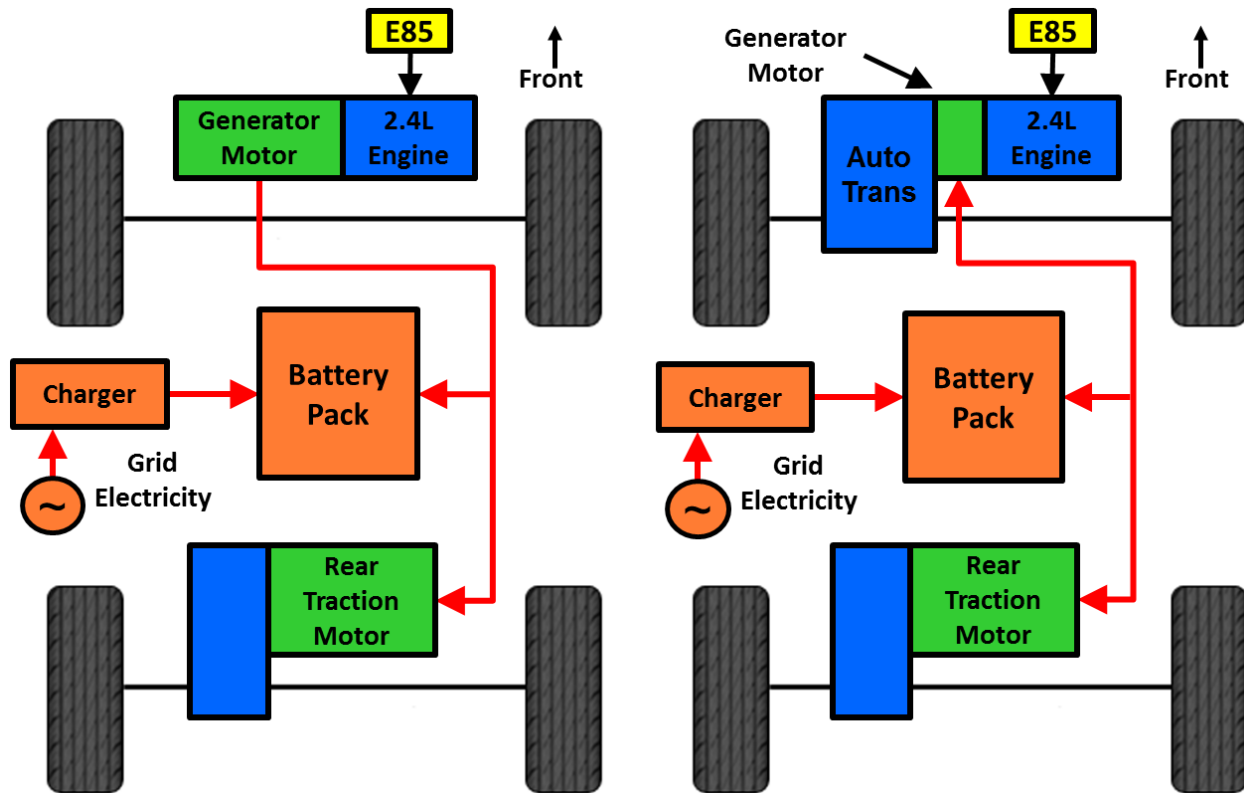 E85
Front
Generator
Motor
2.4L
Engine
Charger
Battery
Pack
Grid
Electricity
~
Rear
Traction
Motor
Generator
Motor
E85
Front
Auto
Trans
2.4L
Engine
Charger
Battery
Pack
Grid
Electricity
~
Rear
Traction
Motor